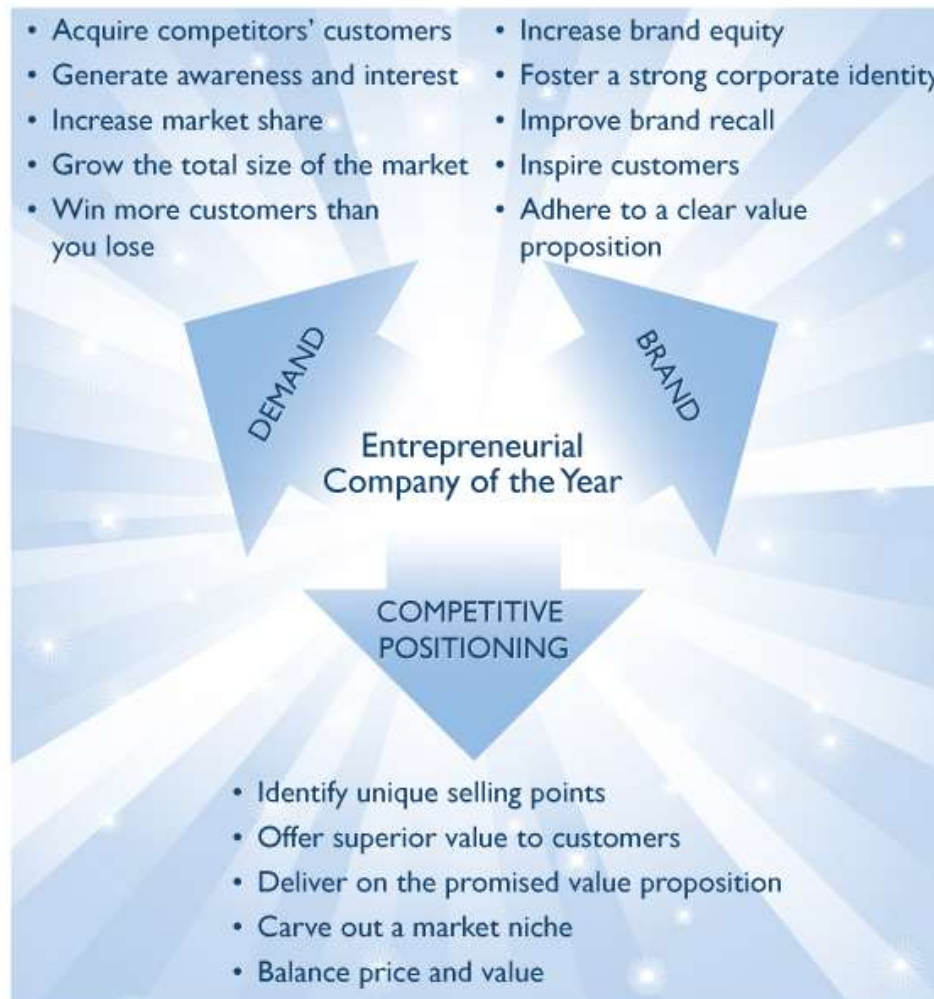 • Acquire competitors’ customers
• Generate awareness and interest
• Increase market share
• Grow the total size of the market
• Win more customers than
you lose
• Increase brand equity
• Foster a strong corporate identity
• Improve brand recall
• Inspire customers
• Adhere to a clear value
proposition
DEMAND
BRAND
Entrepreneurial
Company of the Year
COMPETITIVE
POSITIONING
• Identify unique selling points
• Offer superior value to customers
• Deliver on the promised value proposition
• Carve out a market niche
• Balance price and value